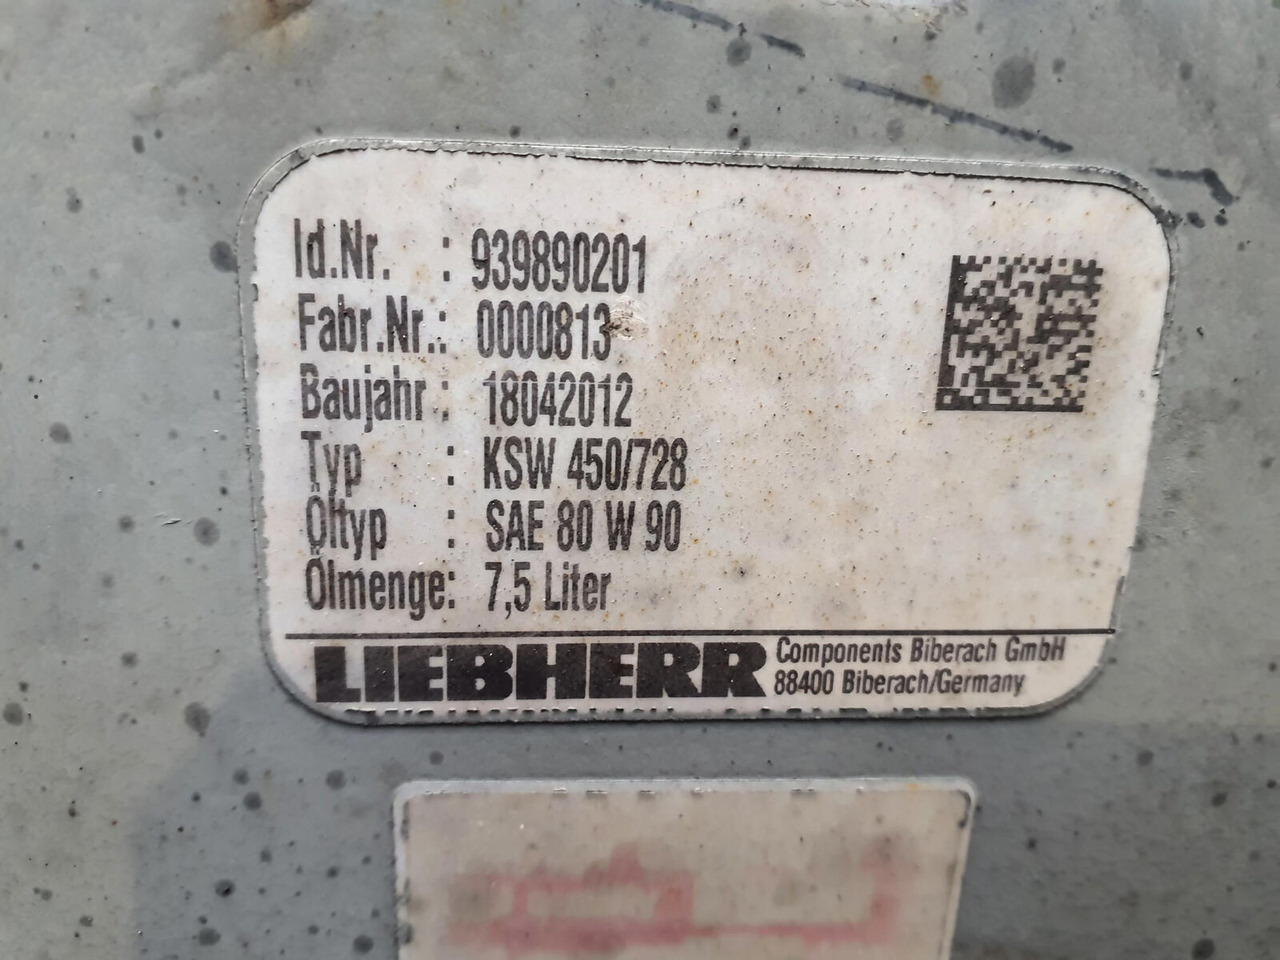 Id.Nr. : 939890201
Fabr.Nr.: 0000813
Baujahr : 18042012
Typ : KSW 450/728
Öltyp : SAE 80 W 90
Ölmenge: 7,5 Liter
LIEBHERR Components Biberach GmbH
88400 Biberach/Germany